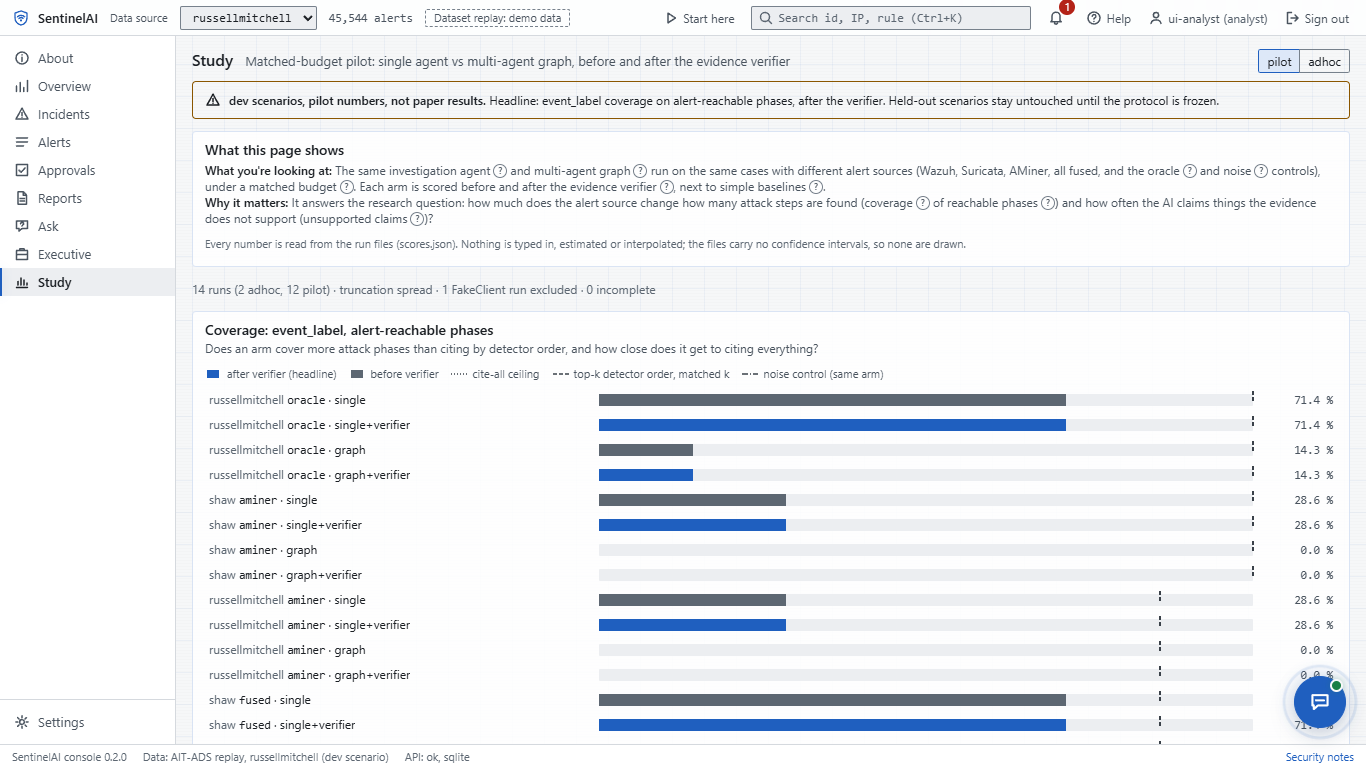 SentinelAI Data source russellmitchell 45,544 alerts Dataset replay: demo data Start here Search id, IP, rule (Ctrl+K) 1 Help ui-analyst (analyst) Sign out
About
Overview
Incidents
Alerts
Approvals
Reports
Ask
Executive
Study
Settings
Study Matched-budget pilot: single agent vs multi-agent graph, before and after the evidence verifier pilot adhoc
dev scenarios, pilot numbers, not paper results. Headline: event_label coverage on alert-reachable phases, after the verifier. Held-out scenarios stay untouched until the protocol is frozen.
What this page shows
What you're looking at: The same investigation agent ? and multi-agent graph ? run on the same cases with different alert sources (Wazuh, Suricata, AMiner, all fused, and the oracle ? and noise ? controls),
under a matched budget ?. Each arm is scored before and after the evidence verifier ?, next to simple baselines ?.
Why it matters: It answers the research question: how much does the alert source change how many attack steps are found (coverage ? of reachable phases ?) and how often the AI claims things the evidence
does not support (unsupported claims ?)?
Every number is read from the run files (scores.json). Nothing is typed in, estimated or interpolated; the files carry no confidence intervals, so none are drawn.
14 runs (2 adhoc, 12 pilot) · truncation spread · 1 FakeClient run excluded · 0 incomplete
Coverage: event_label, alert-reachable phases
Does an arm cover more attack phases than citing by detector order, and how close does it get to citing everything?
after verifier (headline) before verifier cite-all ceiling top-k detector order, matched k noise control (same arm)
russellmitchell oracle · single 71.4 %
russellmitchell oracle · single+verifier 71.4 %
russellmitchell oracle · graph 14.3 %
russellmitchell oracle · graph+verifier 14.3 %
shaw aminer · single 28.6 %
shaw aminer · single+verifier 28.6 %
shaw aminer · graph 0.0 %
shaw aminer · graph+verifier 0.0 %
russellmitchell aminer · single 28.6 %
russellmitchell aminer · single+verifier 28.6 %
russellmitchell aminer · graph 0.0 %
russellmitchell aminer · graph+verifier 0.0 %
shaw fused · single
shaw fused · single+verifier
SentinelAI console 0.2.0 Data: AIT-ADS replay, russellmitchell (dev scenario) API: ok, sqlite Security notes